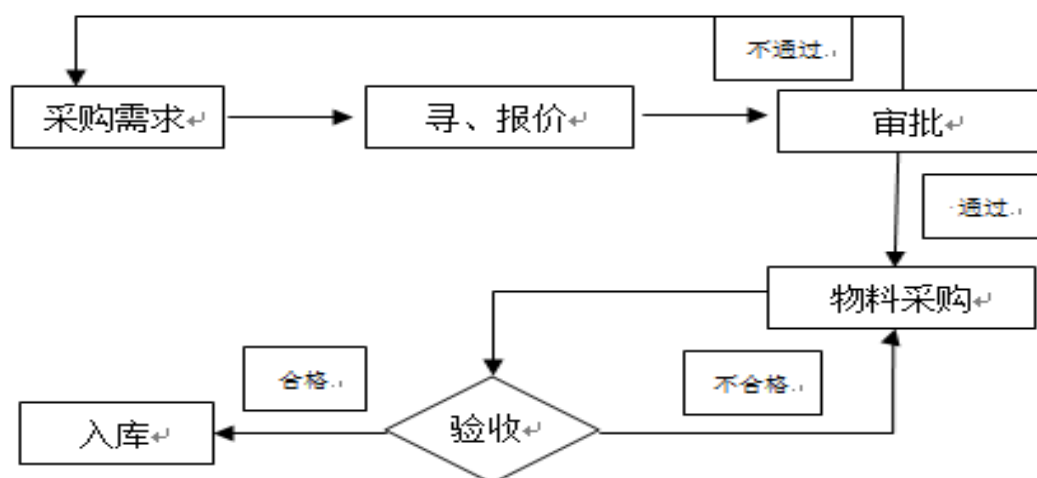 不通过
采购需求
寻、报价
审批
通过
物料采购
合格
不合格
入库
验收